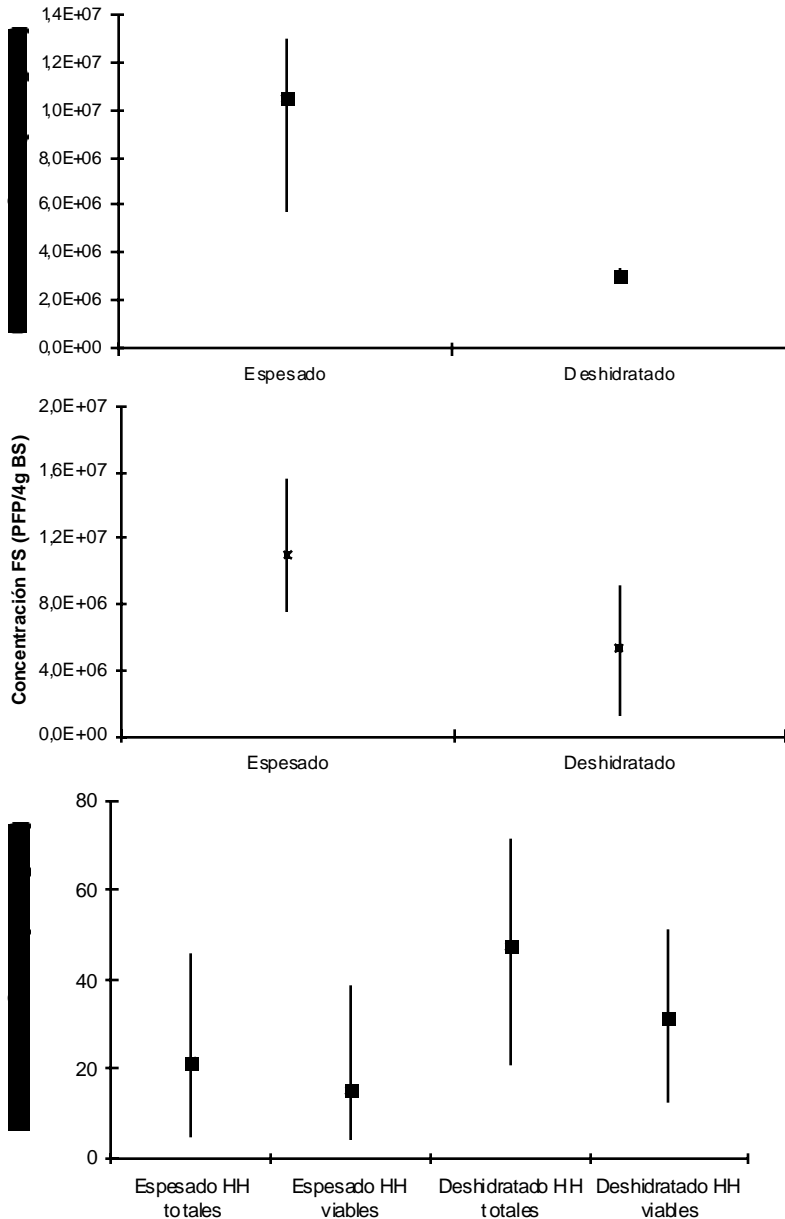 1,4E+07
1,2E+07
1,0E+07
8,0E+06
6,0E+06
4,0E+06
2,0E+06
0,0E+00
Espesado
Deshidratado
Concentración FS (PFP/4g BS)
2,0E+07
1,6E+07
1,2E+07
8,0E+06
4,0E+06
0,0E+00
Espesado
Deshidratado
80
60
40
20
0
Espesado HH
totales
Espesado HH
viables
Deshidratado HH
totales
Deshidratado HH
viables